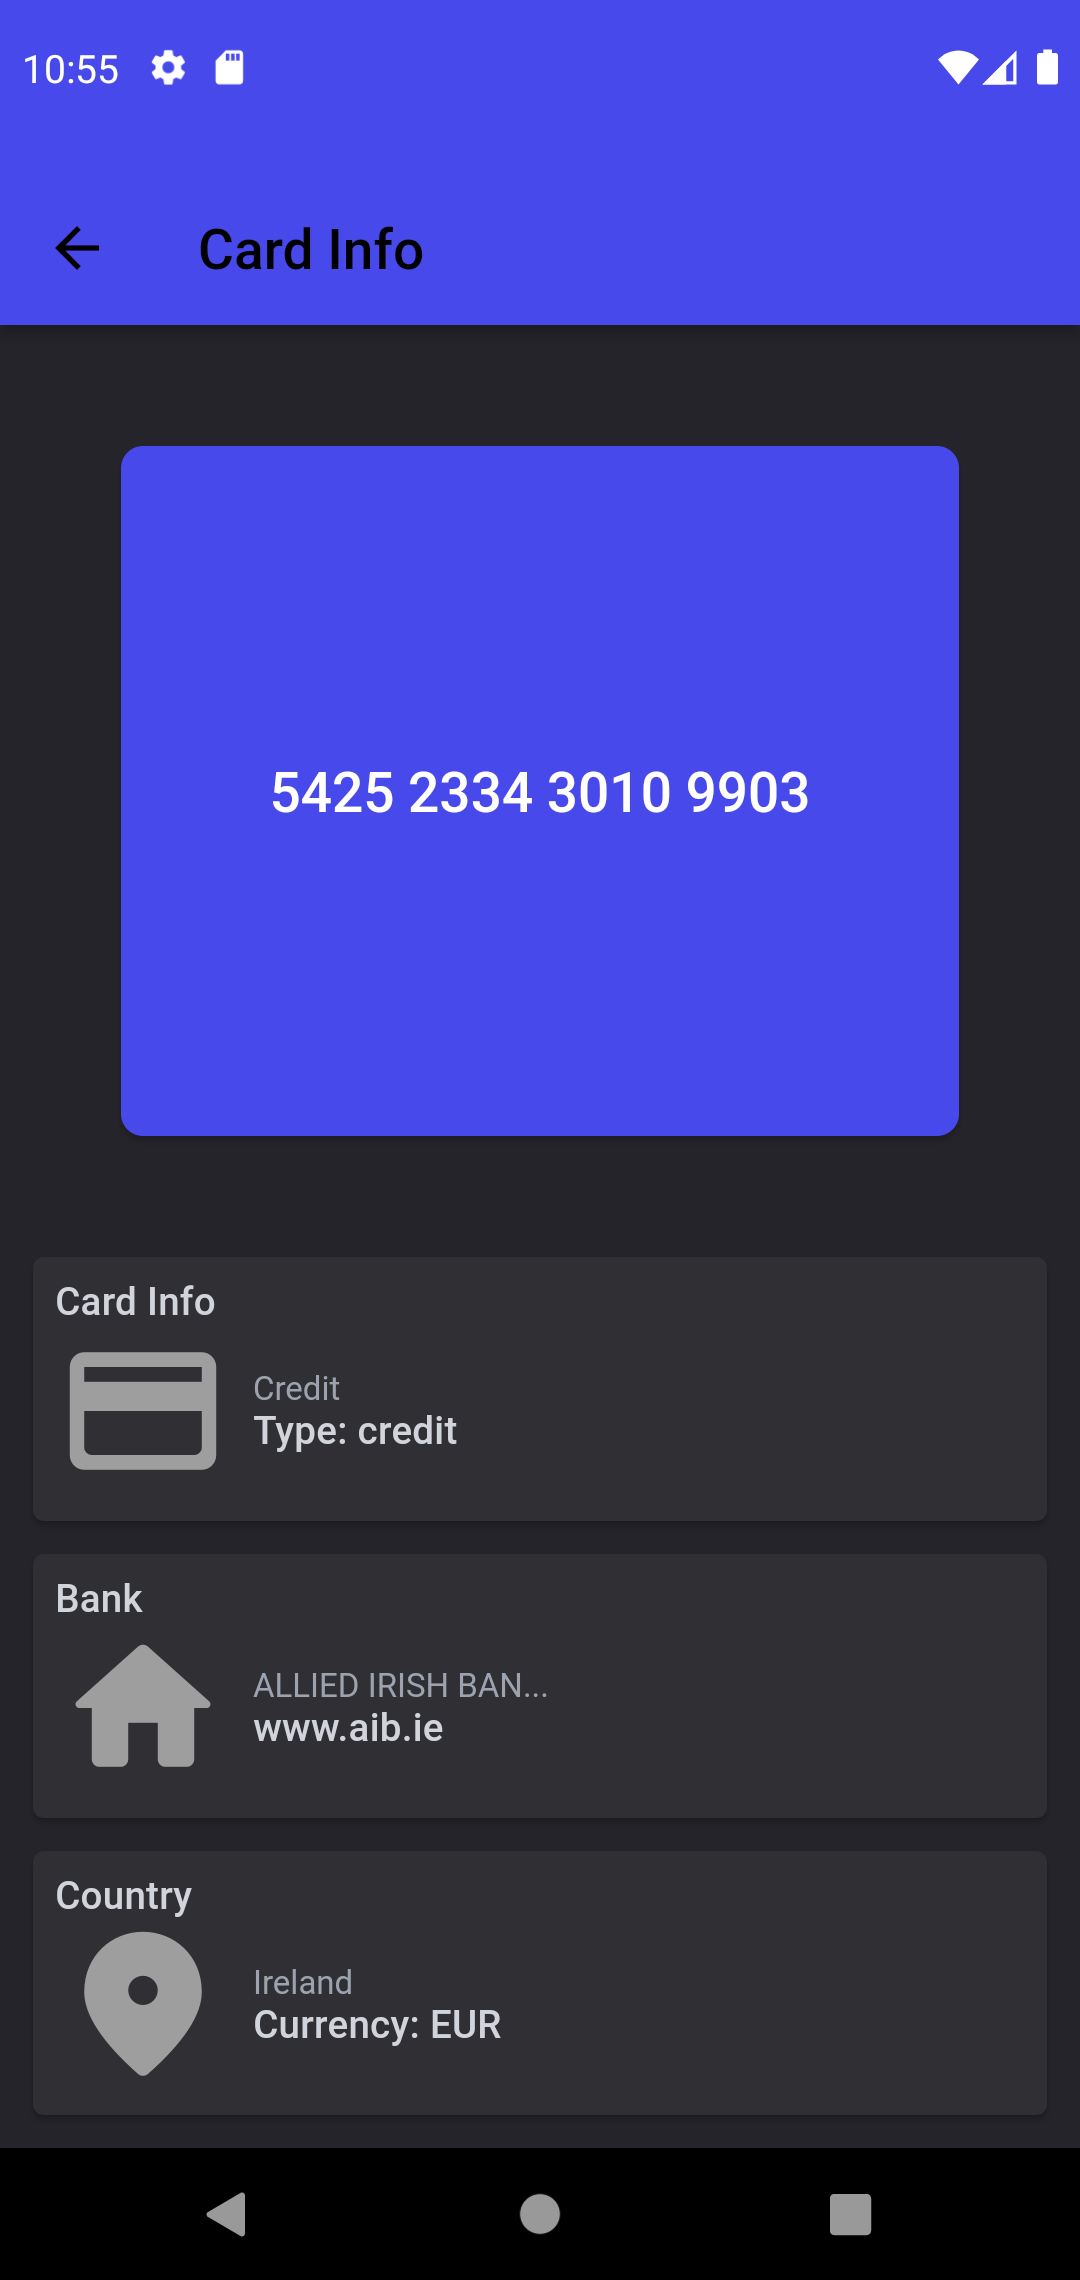 10:55
Card Info
5425 2334 3010 9903
Card Info
Credit
Type: credit
Bank
ALLIED IRISH BAN...
www.aib.ie
Country
Ireland
Currency: EUR